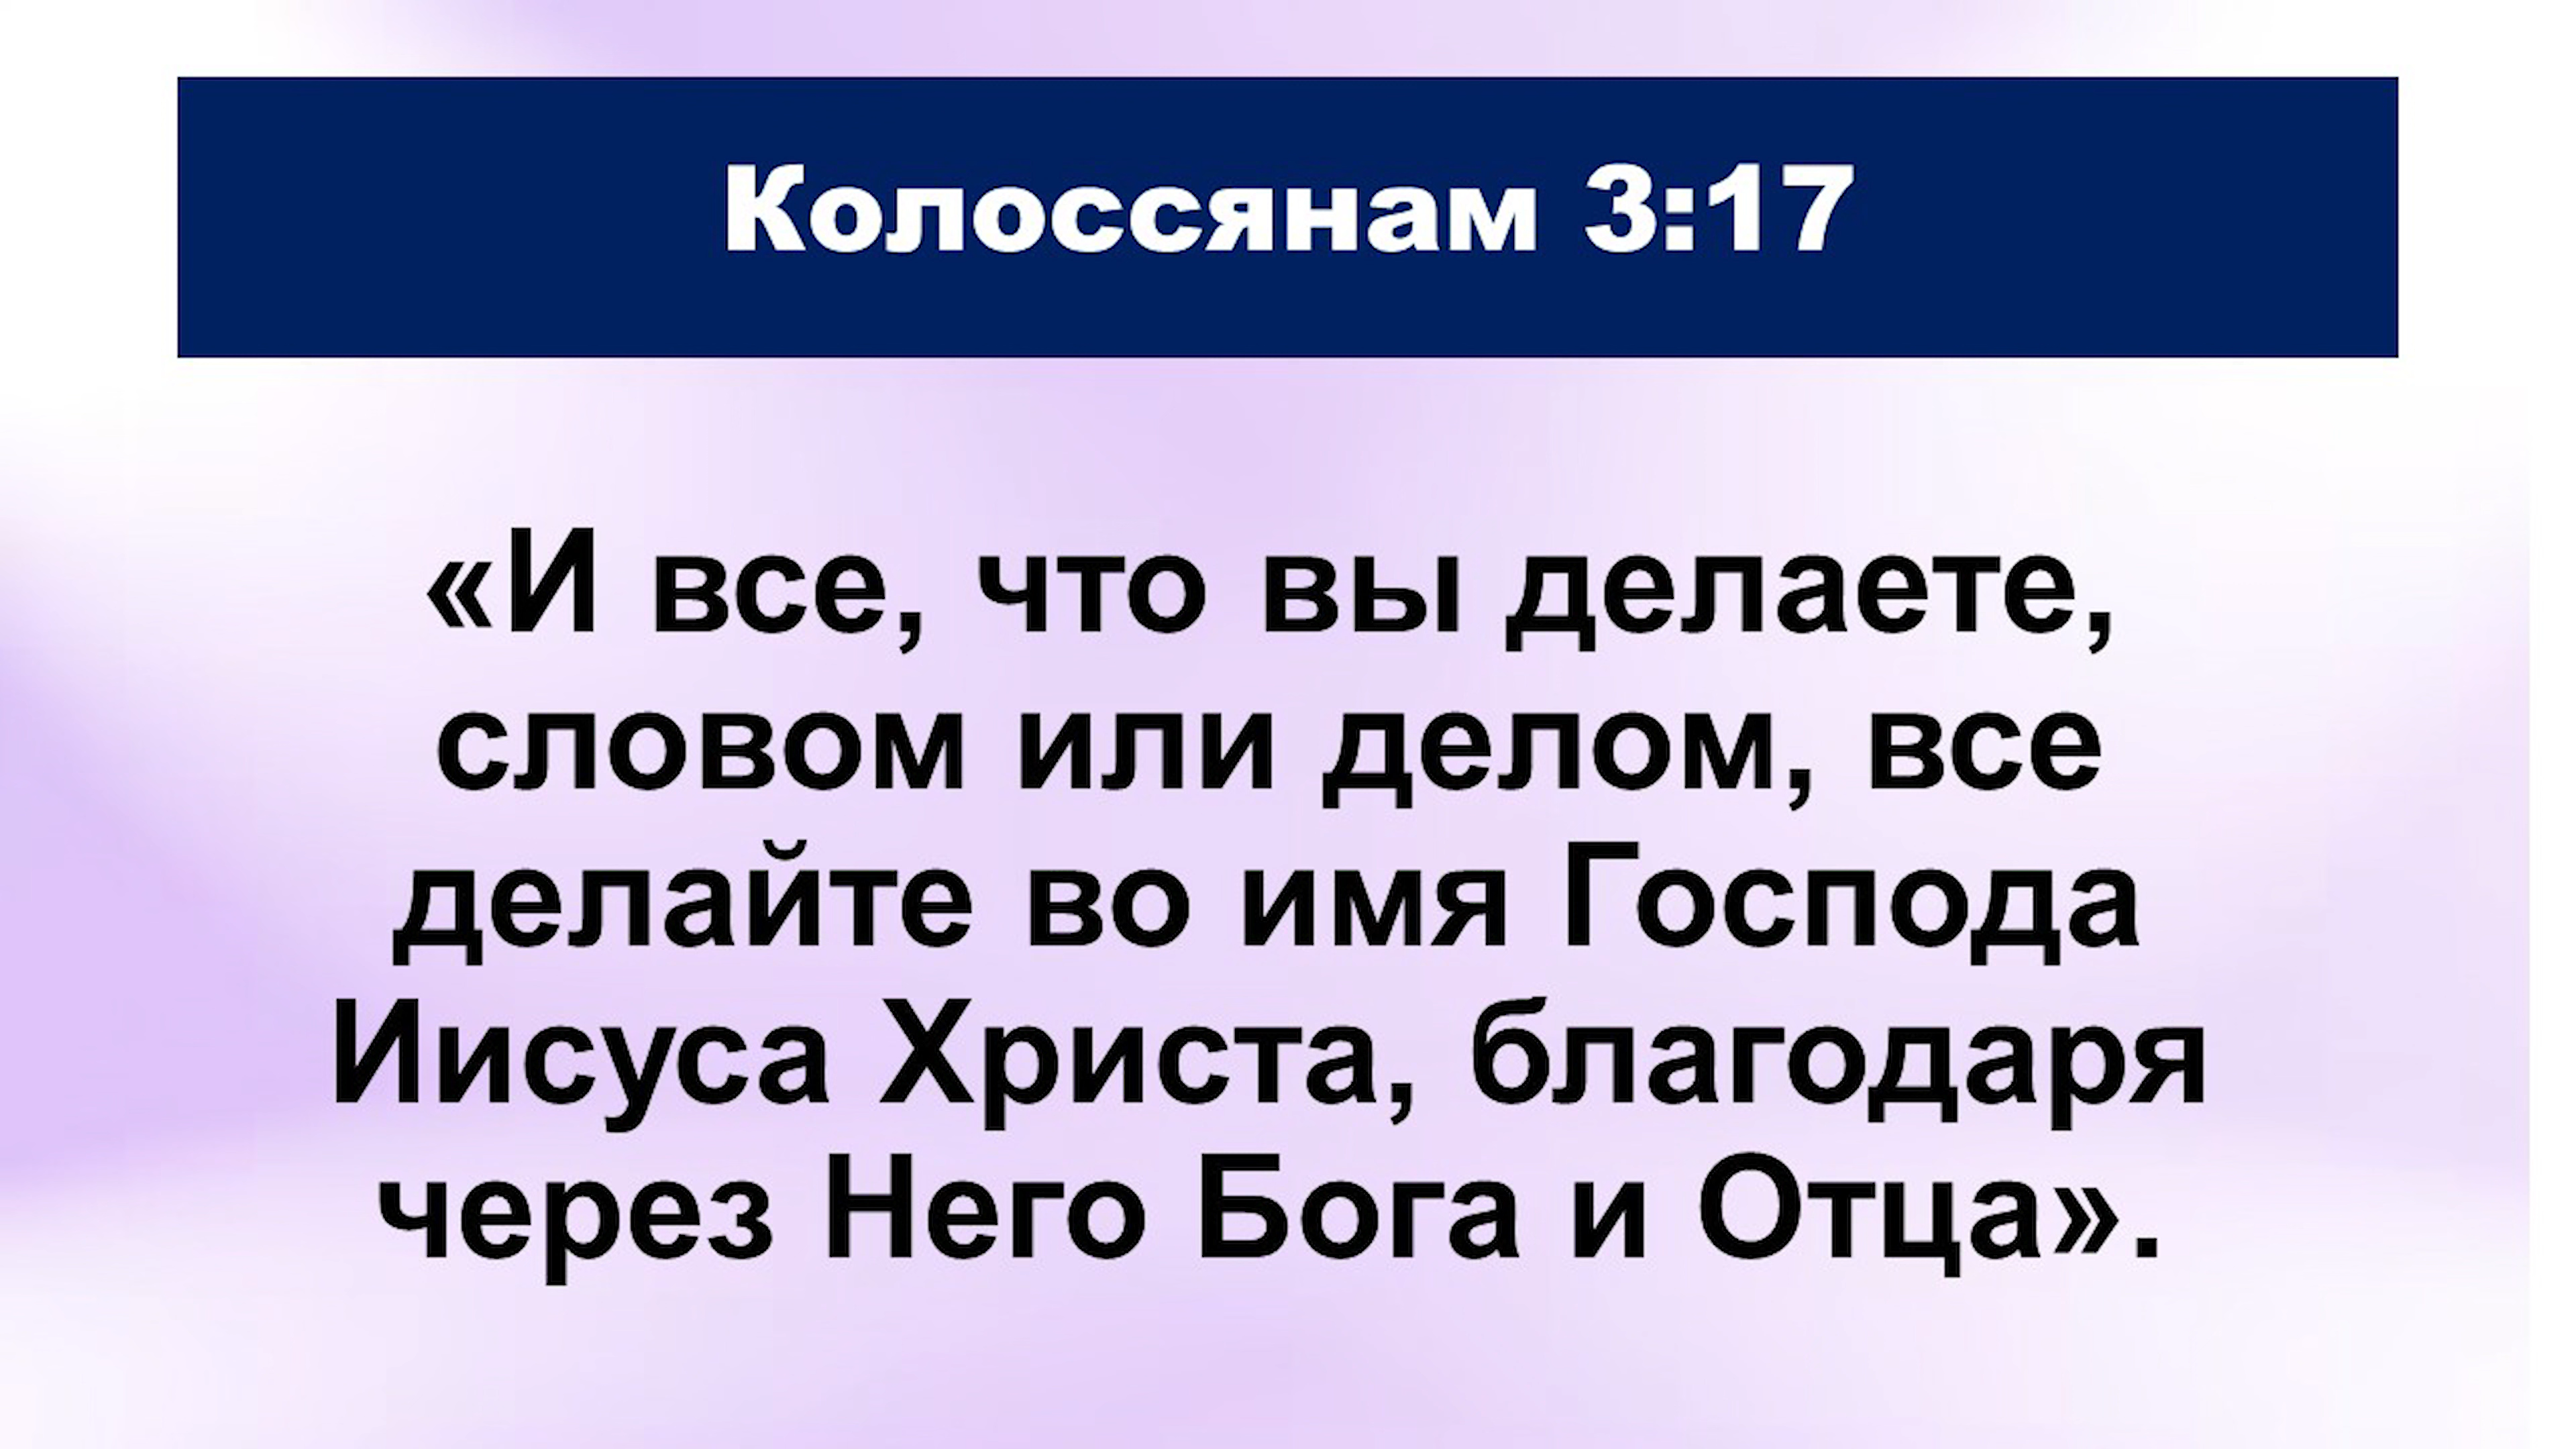 Колоссянам 3:17
«И все, что вы делаете,
словом или делом, все
делайте во имя Господа
Иисуса Христа, благодаря
через Него Бога и Отца».